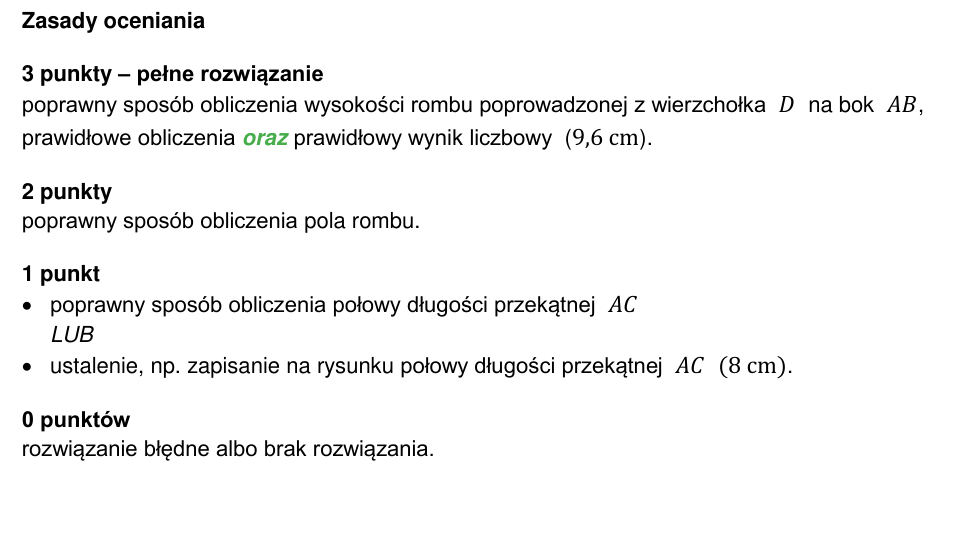 Zasady oceniania
3 punkty – pełne rozwiązanie
poprawny sposób obliczenia wysokości rombu poprowadzonej z wierzchołka D na bok AB,
prawidłowe obliczenia oraz prawidłowy wynik liczbowy (9,6 cm).
2 punkty
poprawny sposób obliczenia pola rombu.
1 punkt
• poprawny sposób obliczenia połowy długości przekątnej AC
LUB
• ustalenie, np. zapisanie na rysunku połowy długości przekątnej AC (8 cm).
0 punktów
rozwiązanie błędne albo brak rozwiązania.